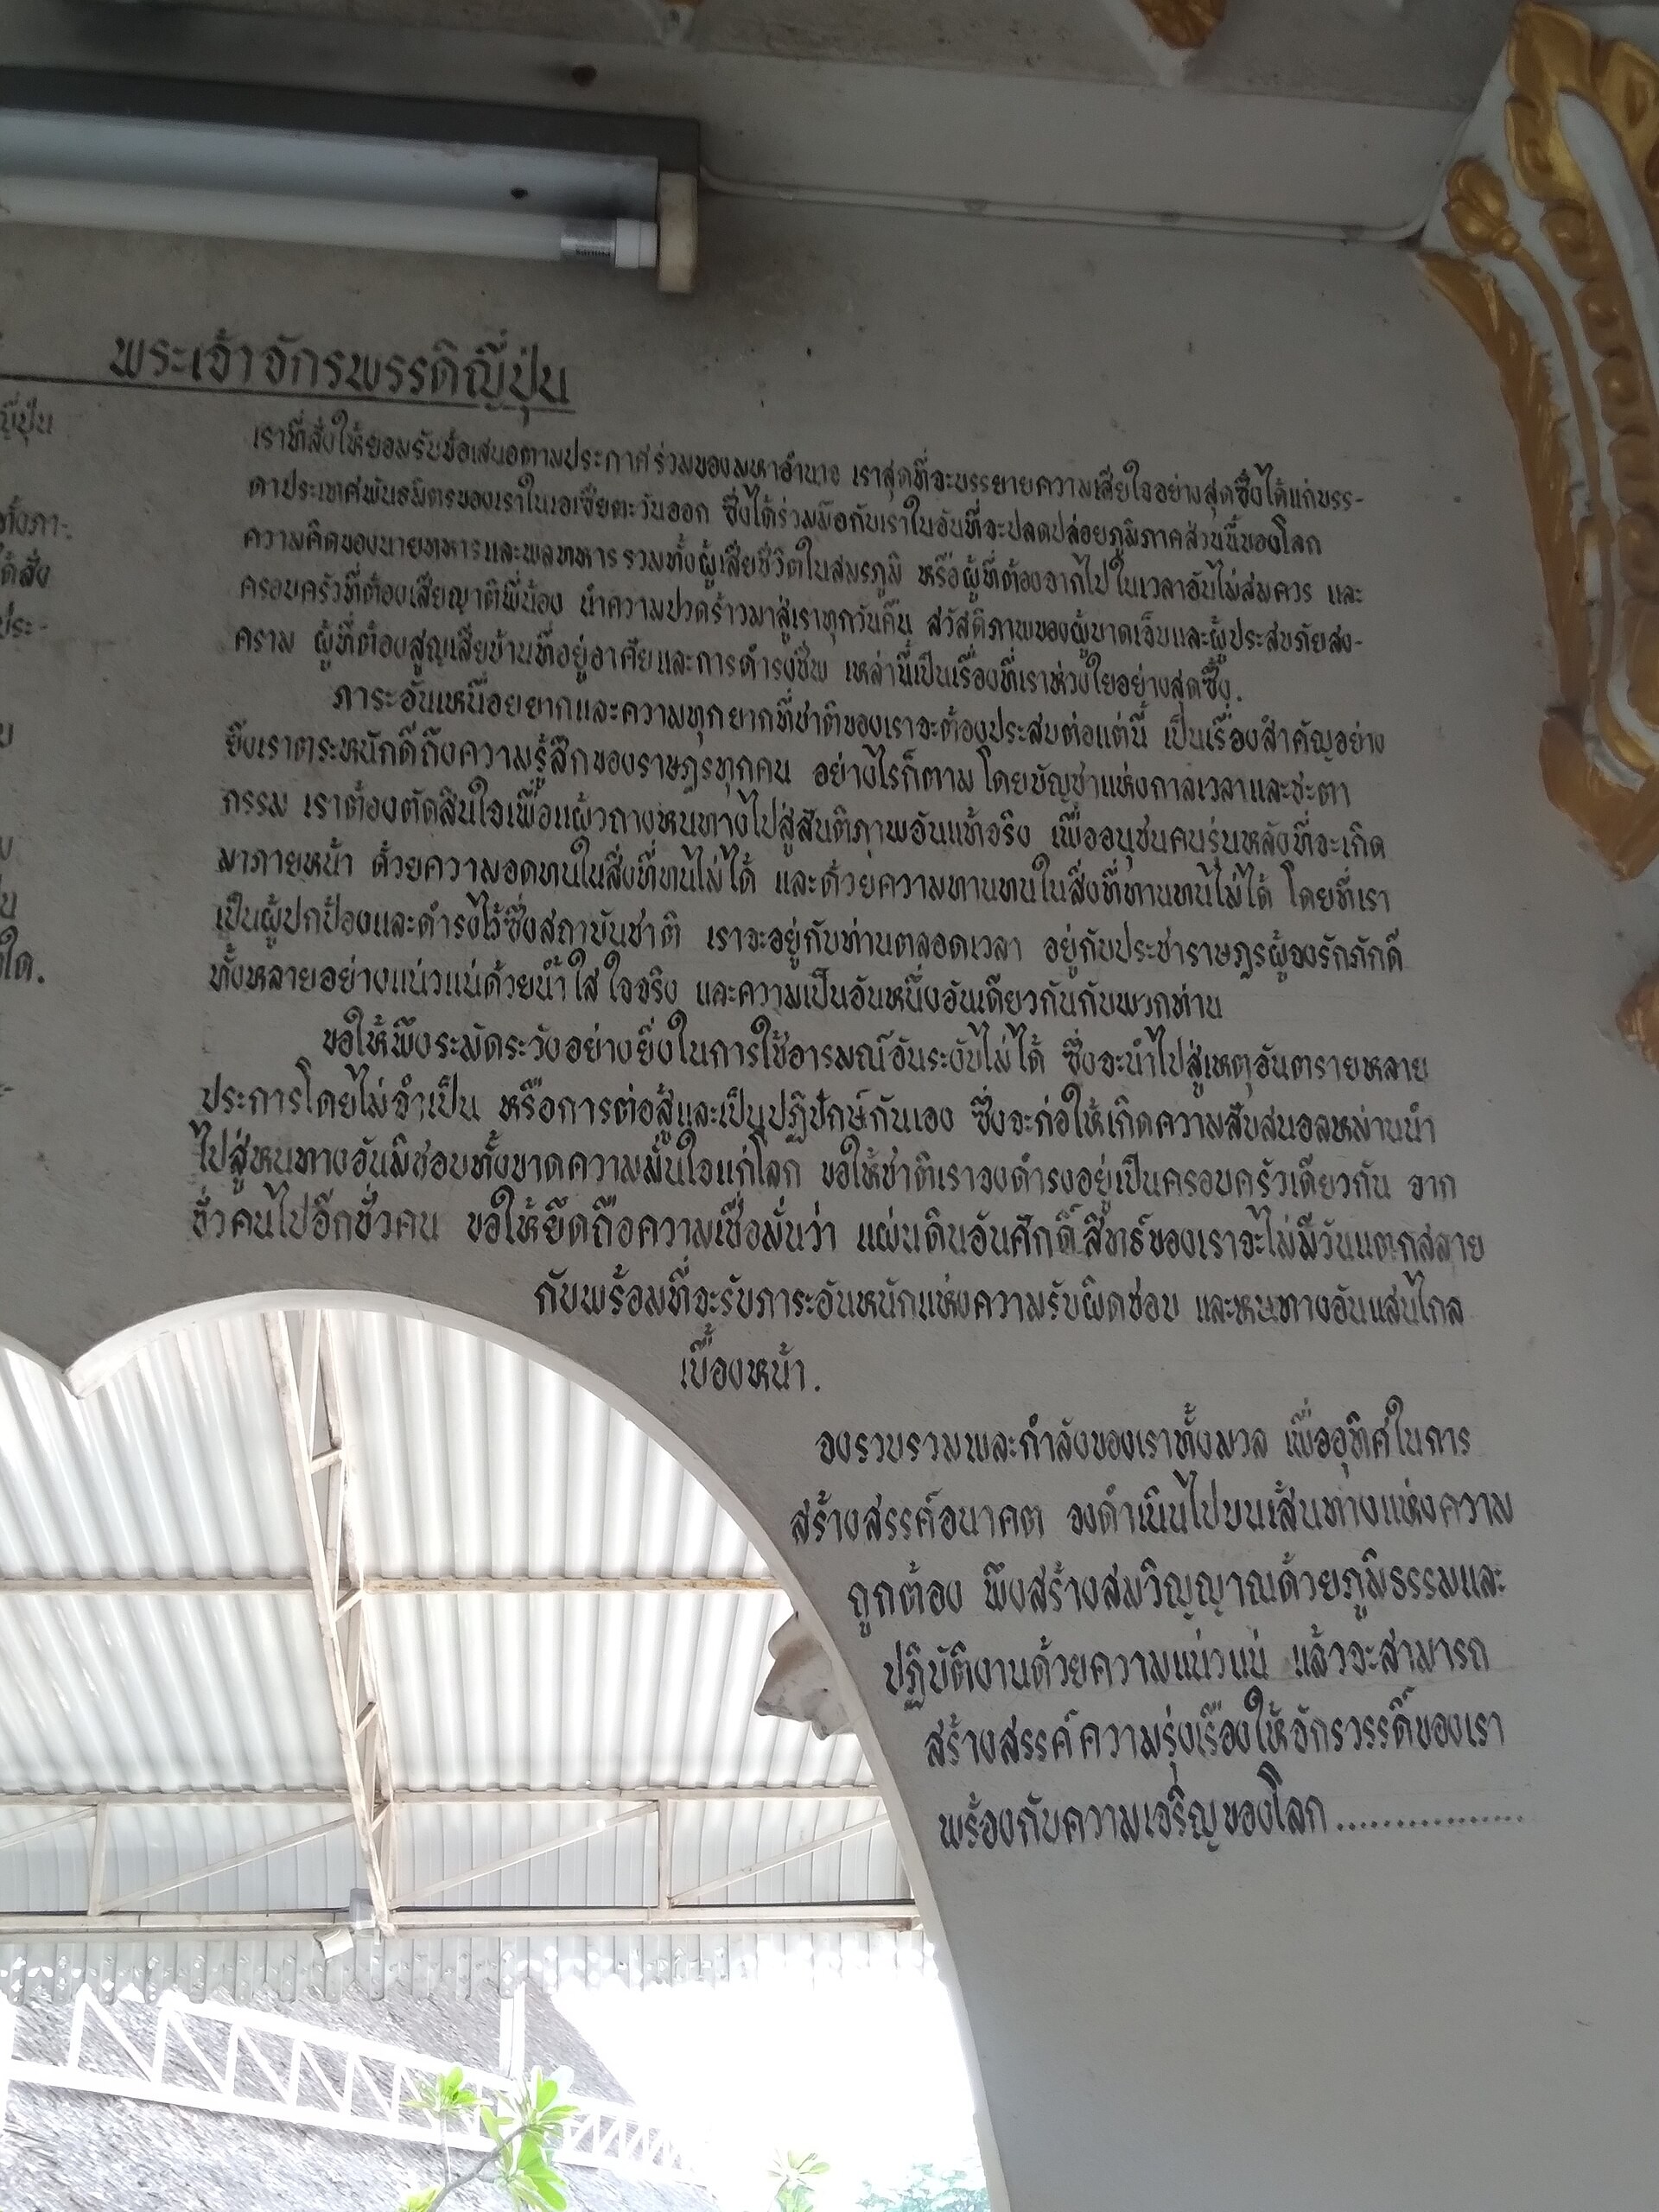 พระเจ้าจักรพรรดิญี่ปุ่น
ญี่ปุ่น
ทั้งภา-
ได้สั่ง
ประ-
ใด.
เราที่สั่งให้ยอมรับข้อเสนอตามประกาศร่วมของมหาอำนาจ เราสุดที่จะบรรยายความเสียใจอย่างสุดซึ้งได้แก่บรร-
ดาประเทศพันธมิตรของเราในเอเซียตะวันออก ซึ่งได้ร่วมมือกับเราในอันที่จะปลดปล่อยภูมิภาคส่วนนี้ของโลก
ความคิดของนายทหารและพลทหารรวมทั้งผู้เสียชีวิตในสมรภูมิ หรือผู้ที่ต้องจากไปในเวลาอันไม่สมควร และ
ครอบครัวที่ต้องเสียญาติพี่น้อง นำความปวดร้าวมาสู่เราทุกวันคืน สวัสดิภาพของผู้บาดเจ็บและผู้ประสบภัยสง-
คราม ผู้ที่ต้องสูญเสียบ้านที่อยู่อาศัยและการดำรงชีพ เหล่านี้เป็นเรื่องที่เราห่วงใยอย่างสุดซึ้ง.
ภาระอันเหนื่อยยากและความทุกยากที่ชาติของเราจะต้องประสบต่อแต่นี้ เป็นเรื่องสำคัญอย่าง
ยิ่งเราตระหนักดีถึงความรู้สึกของราษฎรทุกคน อย่างไรก็ตามโดยบัญชาแห่งกาลเวลาและชะตา
กรรม เราต้องตัดสินใจเพื่อแผ้วถางหนทางไปสู่สันติภาพอันแท้จริง เพื่ออนุชนคนรุ่นหลังที่จะเกิด
มาภายหน้า ด้วยความอดทนในสิ่งที่ทนไม่ได้ และด้วยความทานทนในสิ่งที่ทานทนไม่ได้ โดยที่เรา
เป็นผู้ปกป้องและดำรงไว้ซึ่งสถาบันชาติ เราจะอยู่กับท่านตลอดเวลา อยู่กับประชาราษฎรผู้จงรักภักดี
ทั้งหลายอย่างแน่วแน่ด้วยน้ำใสใจจริง และความเป็นอันหนึ่งอันเดียวกันกับพวกท่าน
ขอให้พึงระมัดระวังอย่างยิ่งในการใช้อารมณ์อันระงับไม่ได้ ซึ่งจะนำไปสู่เหตุอันตรายหลาย
ประการโดยไม่จำเป็น หรือการต่อสู้และเป็นปฏิปักษ์กันเอง ซึ่งจะก่อให้เกิดความสับสนอลหม่านนำ
ไปสู่หนทางอันมิชอบทั้งขาดความมั่นใจแก่โลก ขอให้ชาติเราจงดำรงอยู่เป็นครอบครัวเดียวกัน จาก
ชั่วคนไปอีกชั่วคน ขอให้ยึดถือความเชื่อมั่นว่า แผ่นดินอันศักดิ์สิทธ์ของเราจะไม่มีวันแตกสลาย
กับพร้อมที่จะรับภาระอันหนักแห่งความรับผิดชอบ และหนทางอันแสนไกล
เบื้องหน้า.
จงรวบรวมพละกำลังของเราทั้งมวล เพื่ออุทิศในการ
สร้างสรรค์อนาคต จงดำเนินไปบนเส้นทางแห่งความ
ถูกต้อง พึงสร้างสมวิญญาณด้วยภูมิธรรมและ
ปฏิบัติงานด้วยความแน่วแน่ แล้วจะสามารถ
สร้างสรรค์ความรุ่งเรืองให้จักรวรรดิ์ของเรา
พร้องกับความเจริญของโลก................